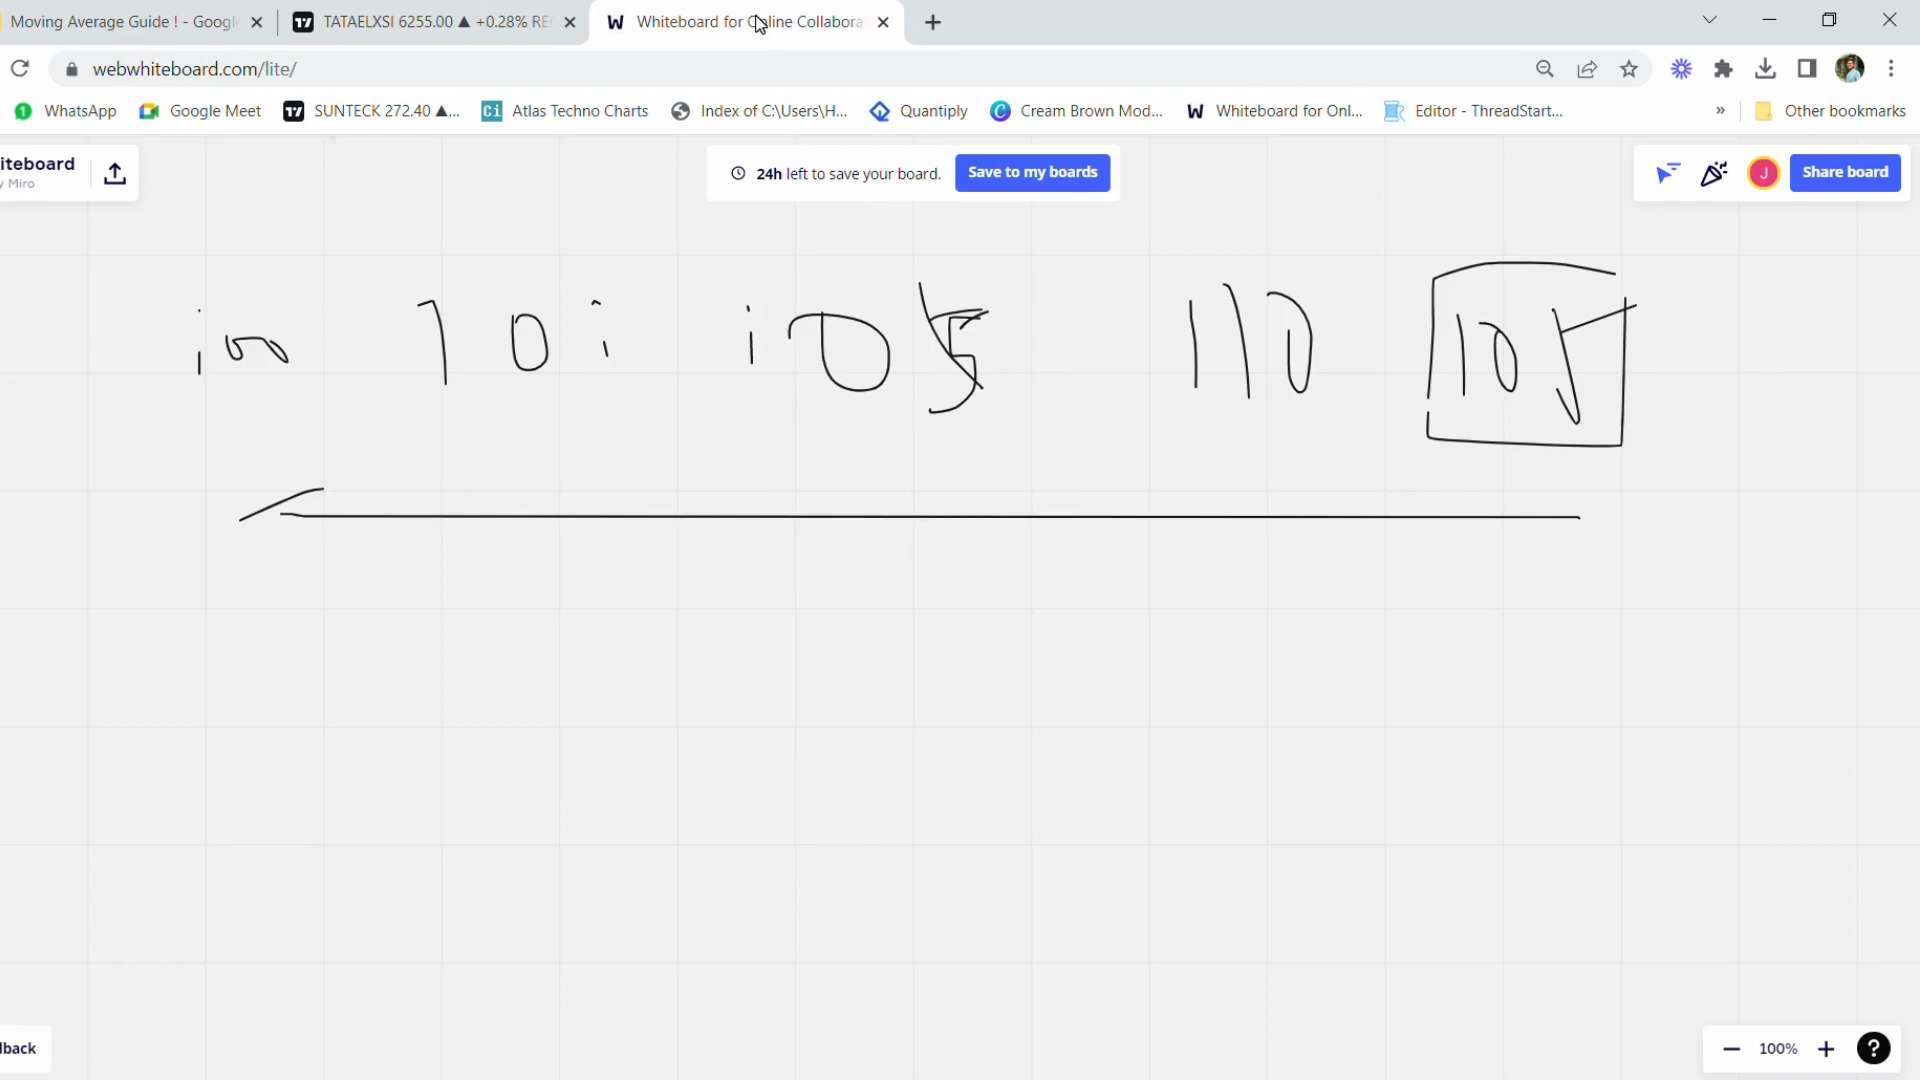 Moving Average Guide ! - Googl TATAELXSI 6255.00 ▲ +0.28% RE Whiteboard for Online Collabora
webwhiteboard.com/lite/
WhatsApp Google Meet SUNTECK 272.40 ▲... Atlas Techno Charts Index of C:\Users\H... Quantiply Cream Brown Mod... Whiteboard for Onl... Editor - ThreadStart... » Other bookmarks
iteboard
y Miro
24h left to save your board. Save to my boards
J Share board
100 101 105 110 105
dback
100%